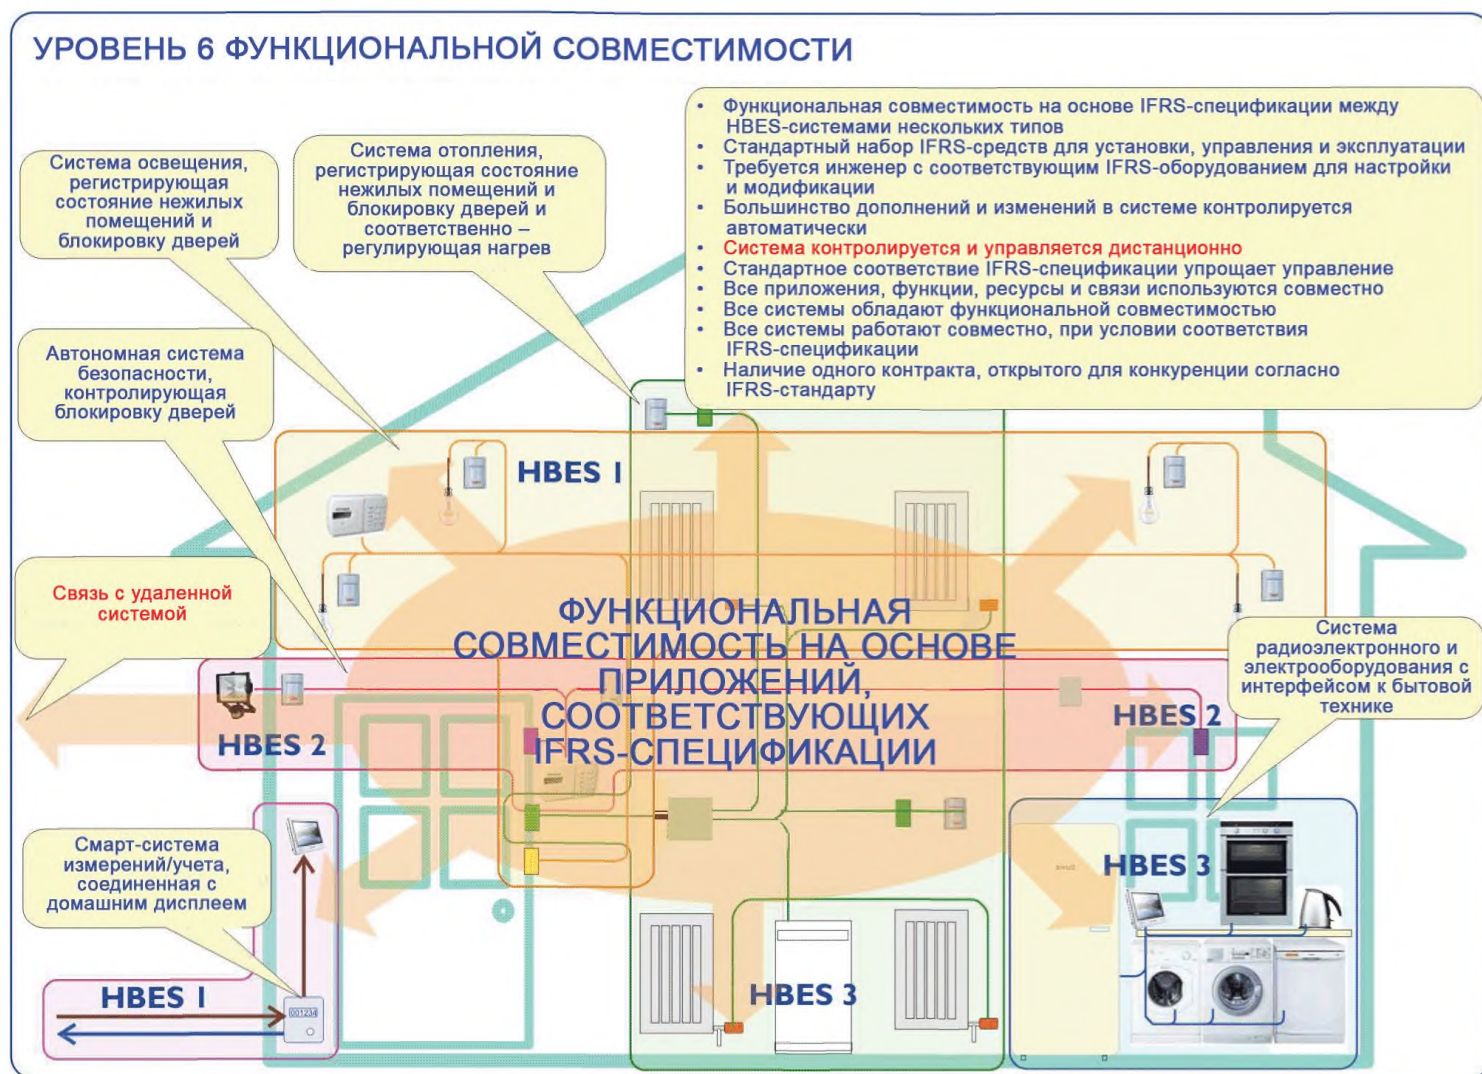 УРОВЕНЬ 6 ФУНКЦИОНАЛЬНОЙ СОВМЕСТИМОСТИ
• Функциональная совместимость на основе IFRS-спецификации между
HBES-системами нескольких типов
• Стандартный набор IFRS-средств для установки, управления и эксплуатации
• Требуется инженер с соответствующим IFRS-оборудованием для настройки
и модификации
• Большинство дополнений и изменений в системе контролируется
автоматически
• Система контролируется и управляется дистанционно
• Стандартное соответствие IFRS-спецификации упрощает управление
• Все приложения, функции, ресурсы и связи используются совместно
• Все системы обладают функциональной совместимостью
• Все системы работают совместно, при условии соответствия
IFRS-спецификации
• Наличие одного контракта, открытого для конкуренции согласно
IFRS-стандарту
Система освещения,
регистрирующая
состояние нежилых
помещений и
блокировку дверей
Система отопления,
регистрирующая состояние
нежилых помещений и
блокировку дверей и
соответственно –
регулирующая нагрев
Автономная система
безопасности,
контролирующая
блокировку дверей
HBES 1
Связь с удаленной
системой
ФУНКЦИОНАЛЬНАЯ
СОВМЕСТИМОСТЬ НА ОСНОВЕ
ПРИЛОЖЕНИЙ,
СООТВЕТСТВУЮЩИХ
IFRS-СПЕЦИФИКАЦИИ
Система
радиоэлектронного и
электрооборудования с
интерфейсом к бытовой
технике
HBES 2
HBES 2
Смарт-система
измерений/учета,
соединенная с
домашним дисплеем
HBES 3
HBES 1
001234
HBES 3